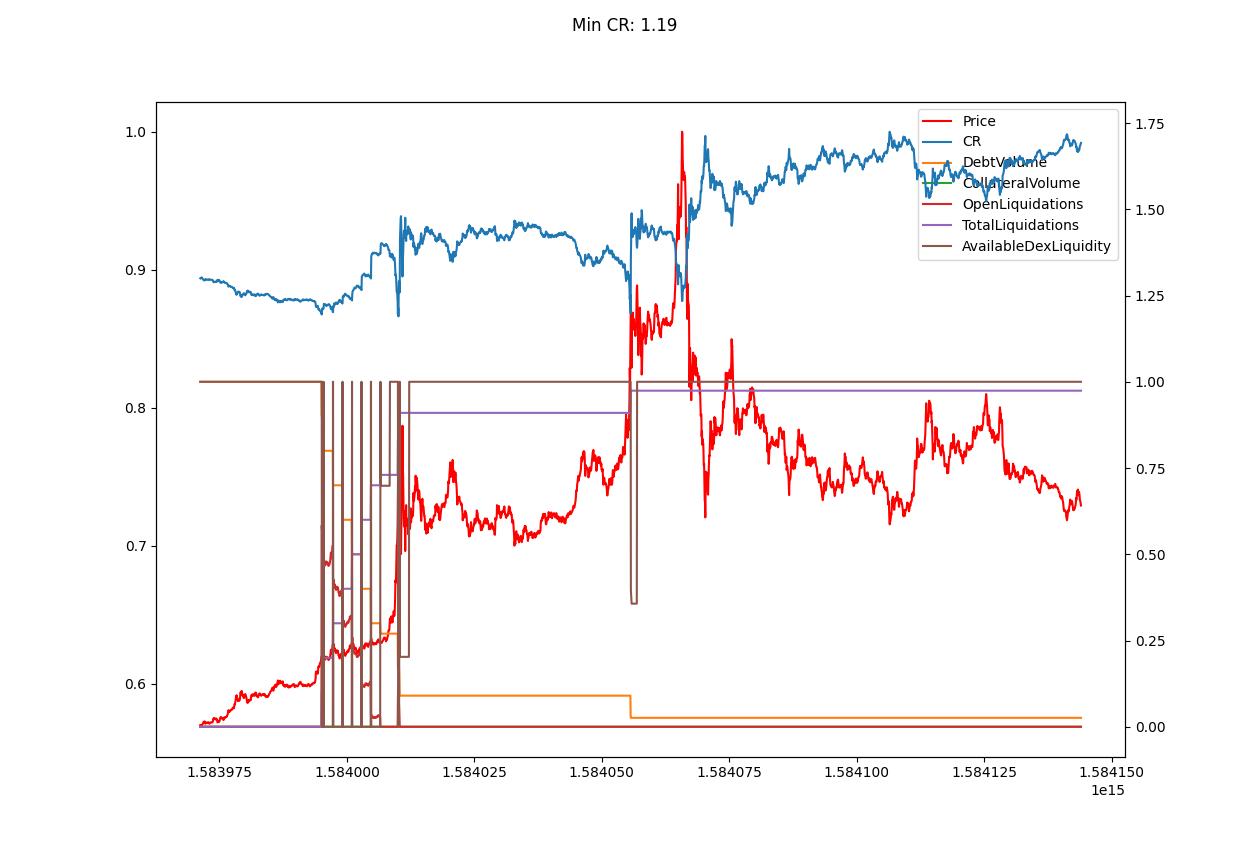 Min CR: 1.19
1.0
0.9
0.8
0.7
0.6
1.75
1.50
1.25
1.00
0.75
0.50
0.25
0.00
Price
CR
DebtVolume
CollateralVolume
OpenLiquidations
TotalLiquidations
AvailableDexLiquidity
1.583975 1.584000 1.584025 1.584050 1.584075 1.584100 1.584125 1.584150
1e15